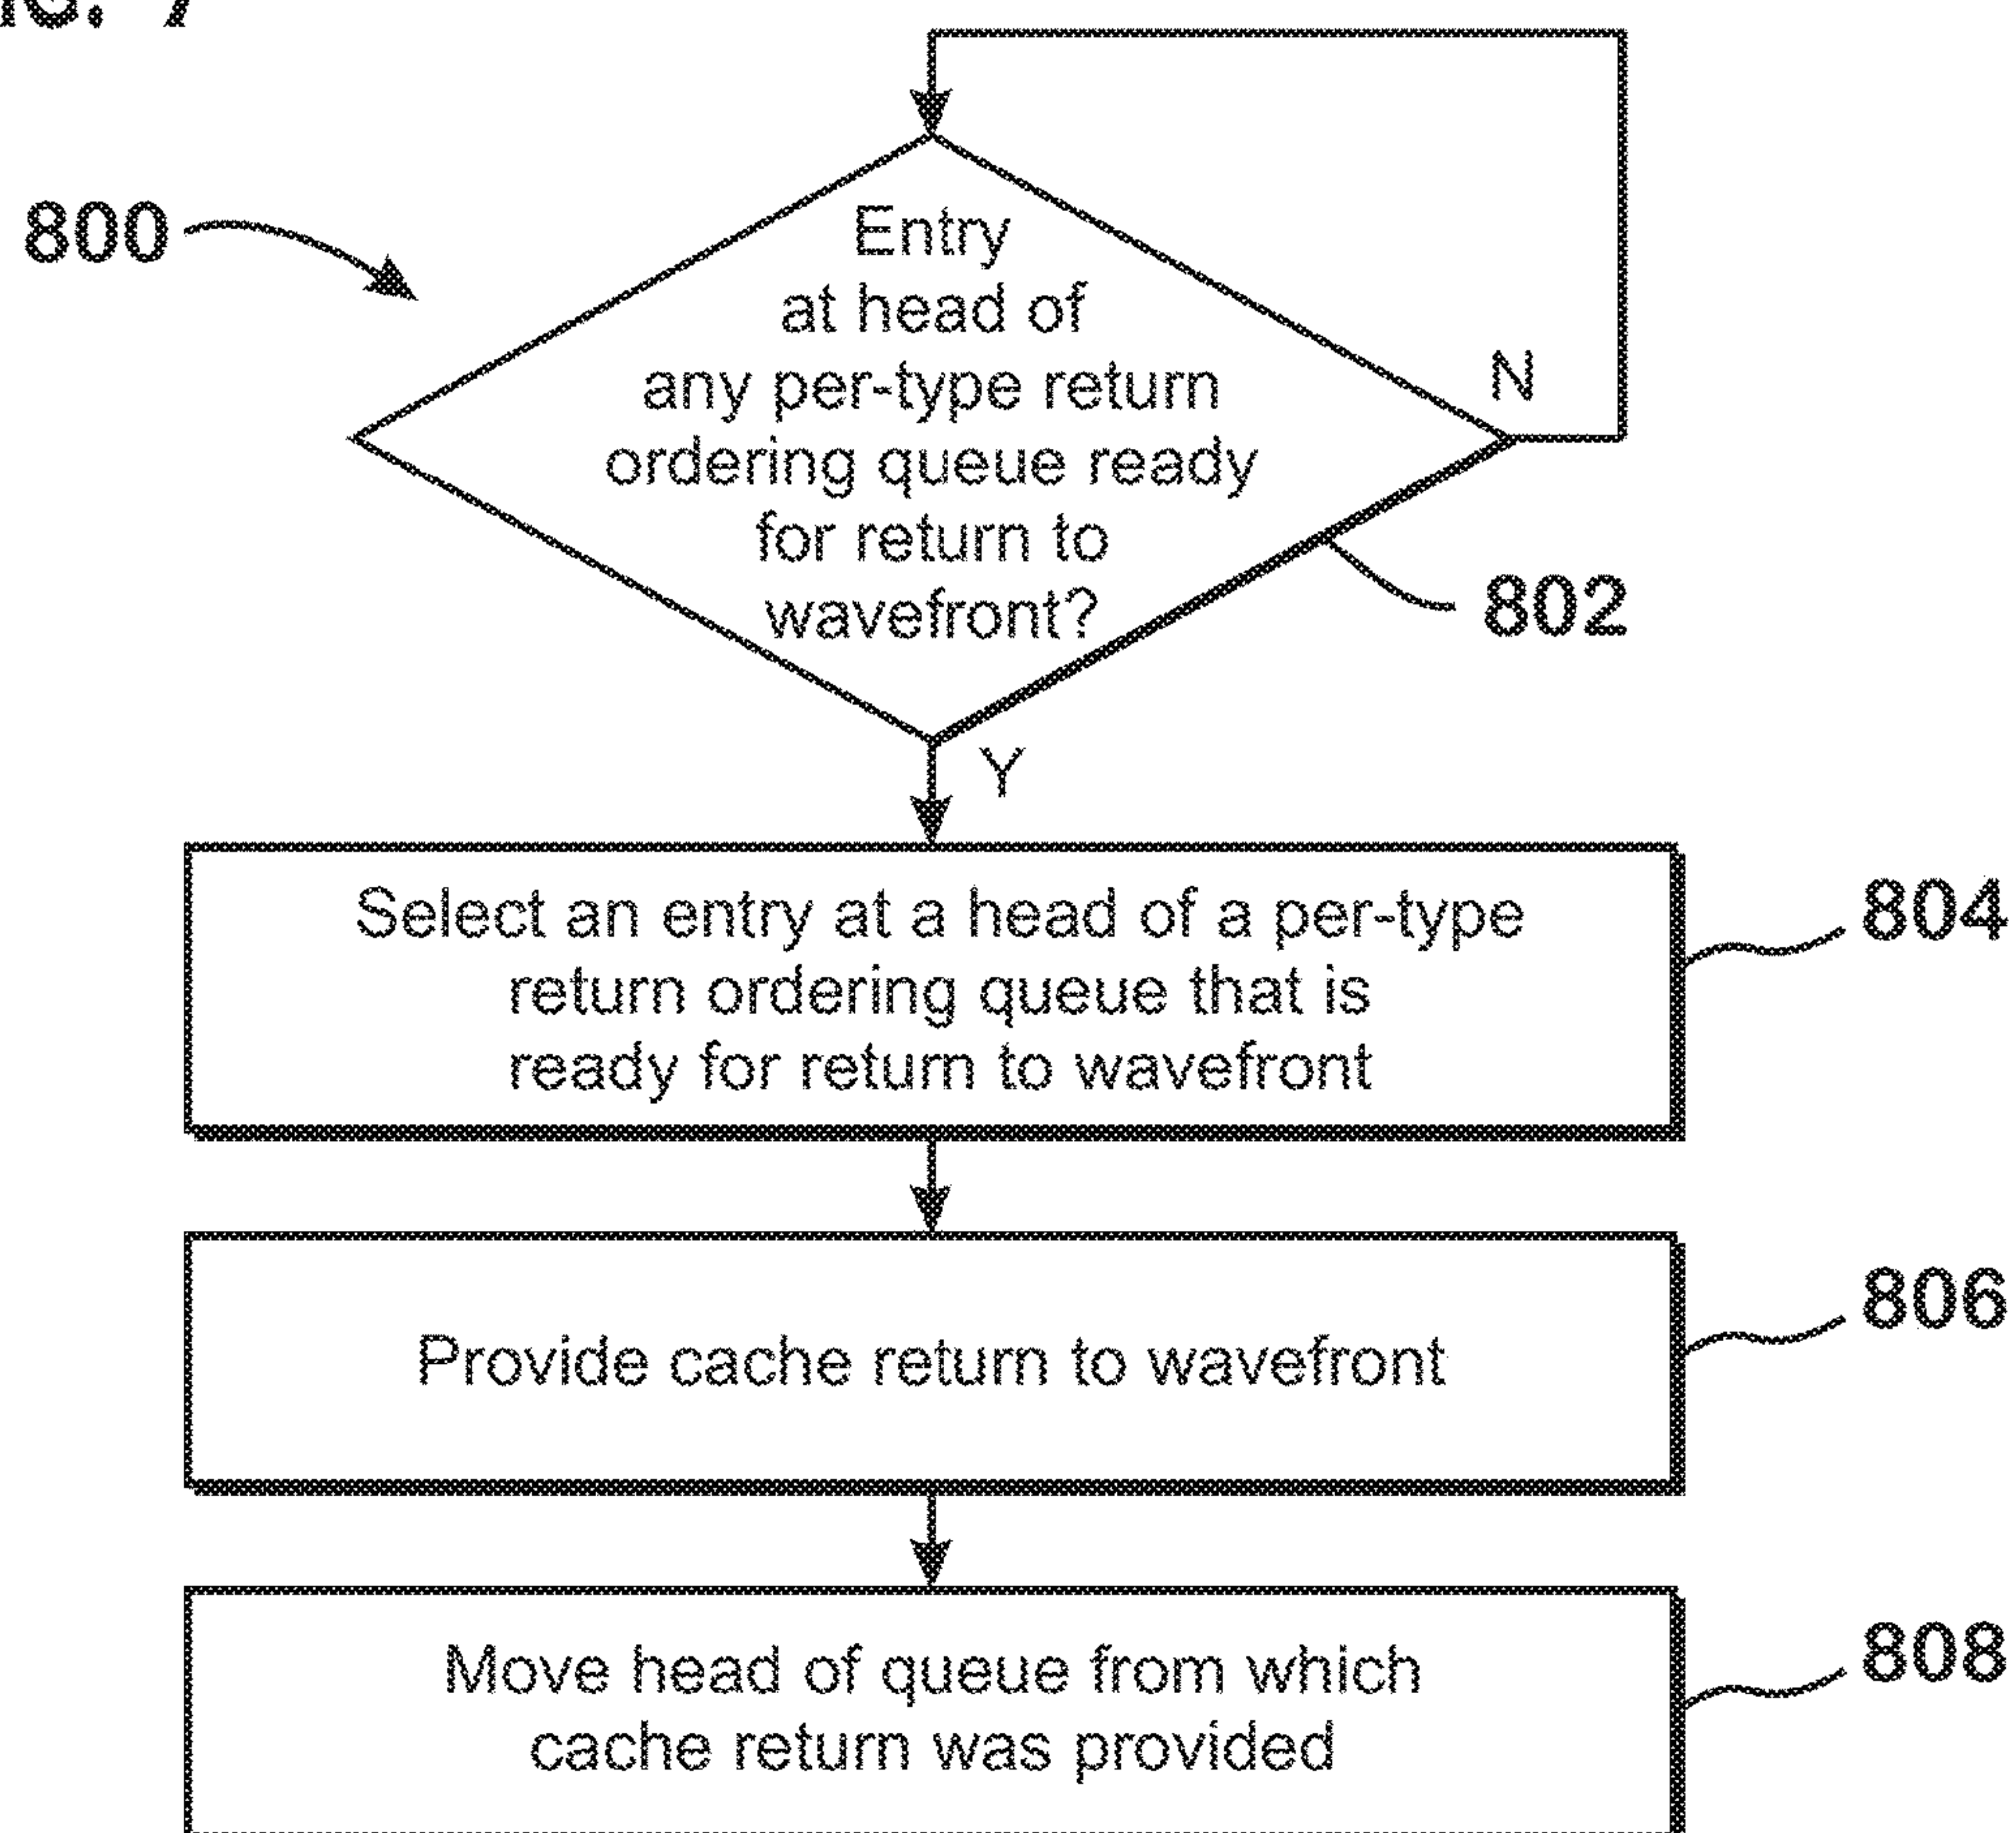 800
Entry
at head of
any per-type return
ordering queue ready
for return to
wavefront?
N
802
Y
Select an entry at a head of a per-type
return ordering queue that is
ready for return to wavefront
804
Provide cache return to wavefront
806
Move head of queue from which
cache return was provided
808